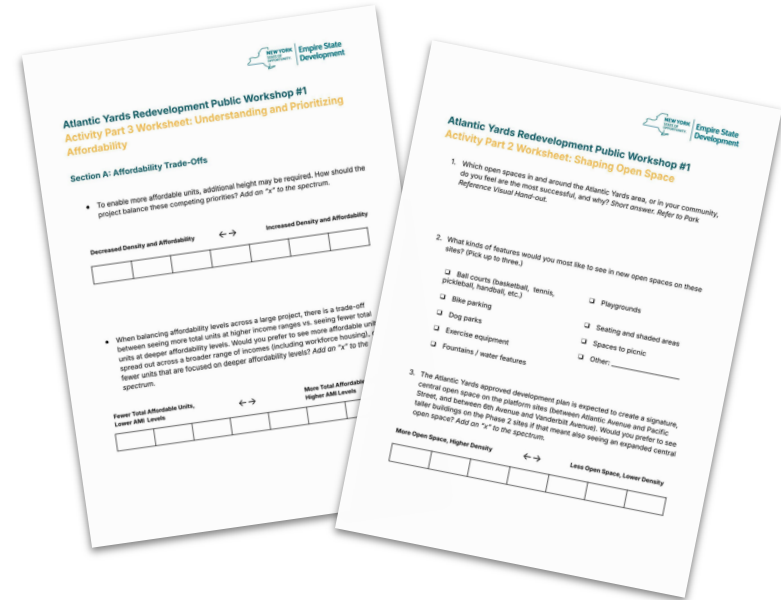 NEW YORK
STATE OF
OPPORTUNITY.
Empire State
Development
Atlantic Yards Redevelopment Public Workshop #1
Activity Part 3 Worksheet: Understanding and Prioritizing
Affordability
Section A: Affordability Trade-Offs
• To enable more affordable units, additional height may be required. How should the
project balance these competing priorities? Add an "x" to the spectrum.
Decreased Density and Affordability
←→
Increased Density and Affordability
• When balancing affordability levels across a large project, there is a trade-off
between seeing more total units at higher income ranges vs. seeing fewer total
units at deeper affordability levels. Would you prefer to see more affordable
spread out across a broader range of incomes (including workforce housing),
fewer units that are focused on deeper affordability levels? Add an "x" to the
spectrum.
Fewer Total Affordable Units,
Lower AMI Levels
←→
More Total Affordable
Higher AMI Levels
NEW YORK
STATE OF
OPPORTUNITY.
Empire State
Development
Atlantic Yards Redevelopment Public Workshop #1
Activity Part 2 Worksheet: Shaping Open Space
1. Which open spaces in and around the Atlantic Yards area, or in your community,
do you feel are the most successful, and why? Short answer. Refer to Park
Reference Visual Hand-out.
2. What kinds of features would you most like to see in new open spaces on these
sites? (Pick up to three.)
❏ Ball courts (basketball, tennis,
pickleball, handball, etc.)
❏ Bike parking
❏ Dog parks
❏ Exercise equipment
❏ Fountains / water features
❏ Playgrounds
❏ Seating and shaded areas
❏ Spaces to picnic
❏ Other:
3. The Atlantic Yards approved development plan is expected to create a signature,
central open space on the platform sites (between Atlantic Avenue and Pacific
Street, and between 6th Avenue and Vanderbilt Avenue). Would you prefer to see
taller buildings on the Phase 2 sites if that meant also seeing an expanded central
open space? Add an "x" to the spectrum.
More Open Space, Higher Density
←→
Less Open Space, Lower Density